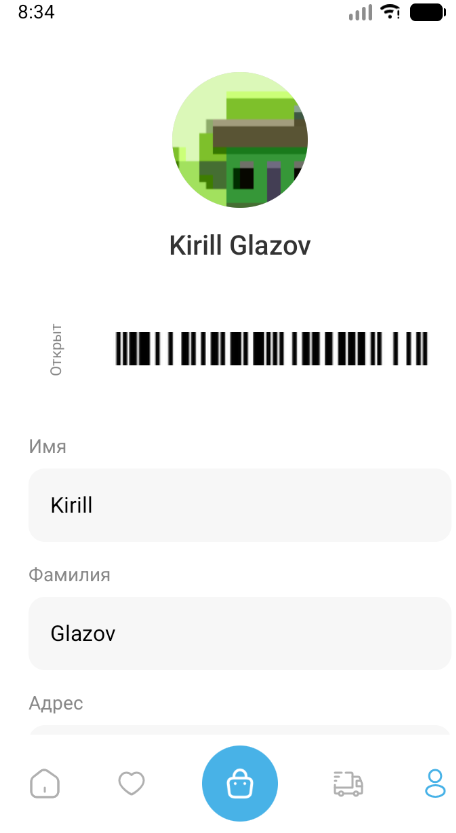 8:34
Kirill Glazov
Открыт
Имя
Kirill
Фамилия
Glazov
Адрес